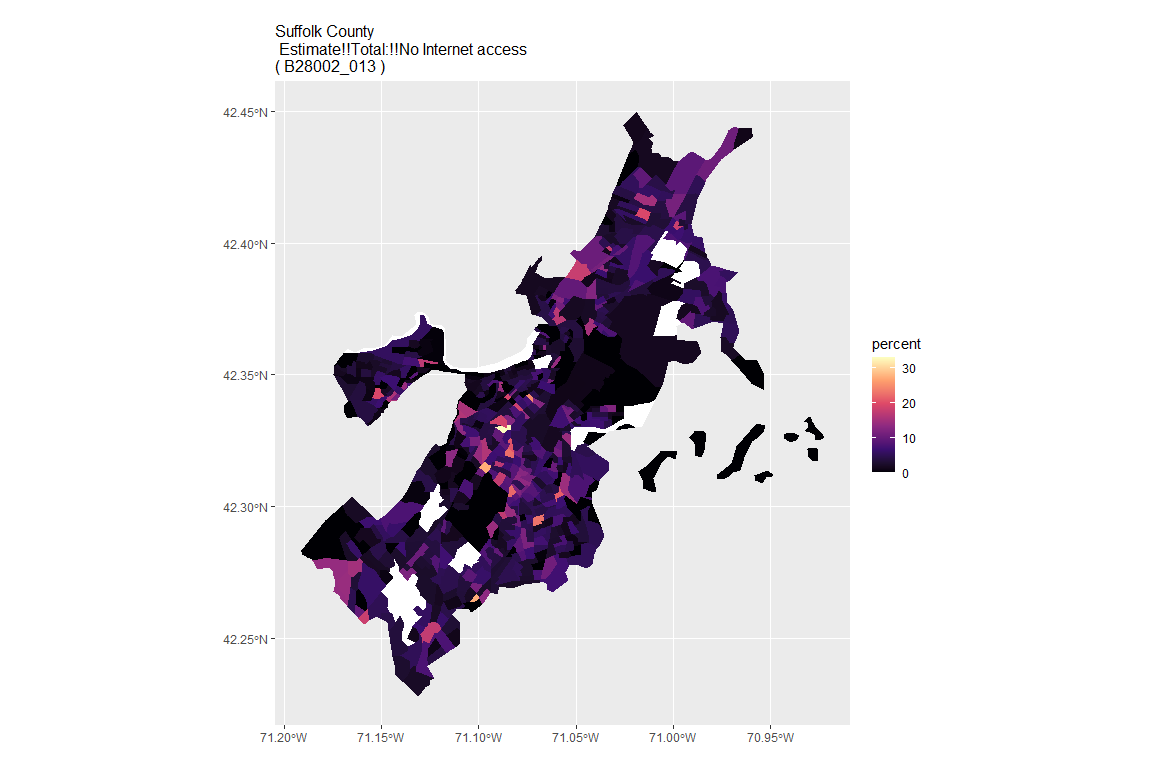 Suffolk County
Estimate!!Total:!!No Internet access
( B28002_013 )
42.45°N
42.40°N
42.35°N
42.30°N
42.25°N
71.20°W 71.15°W 71.10°W 71.05°W 71.00°W 70.95°W
percent
30
20
10
0